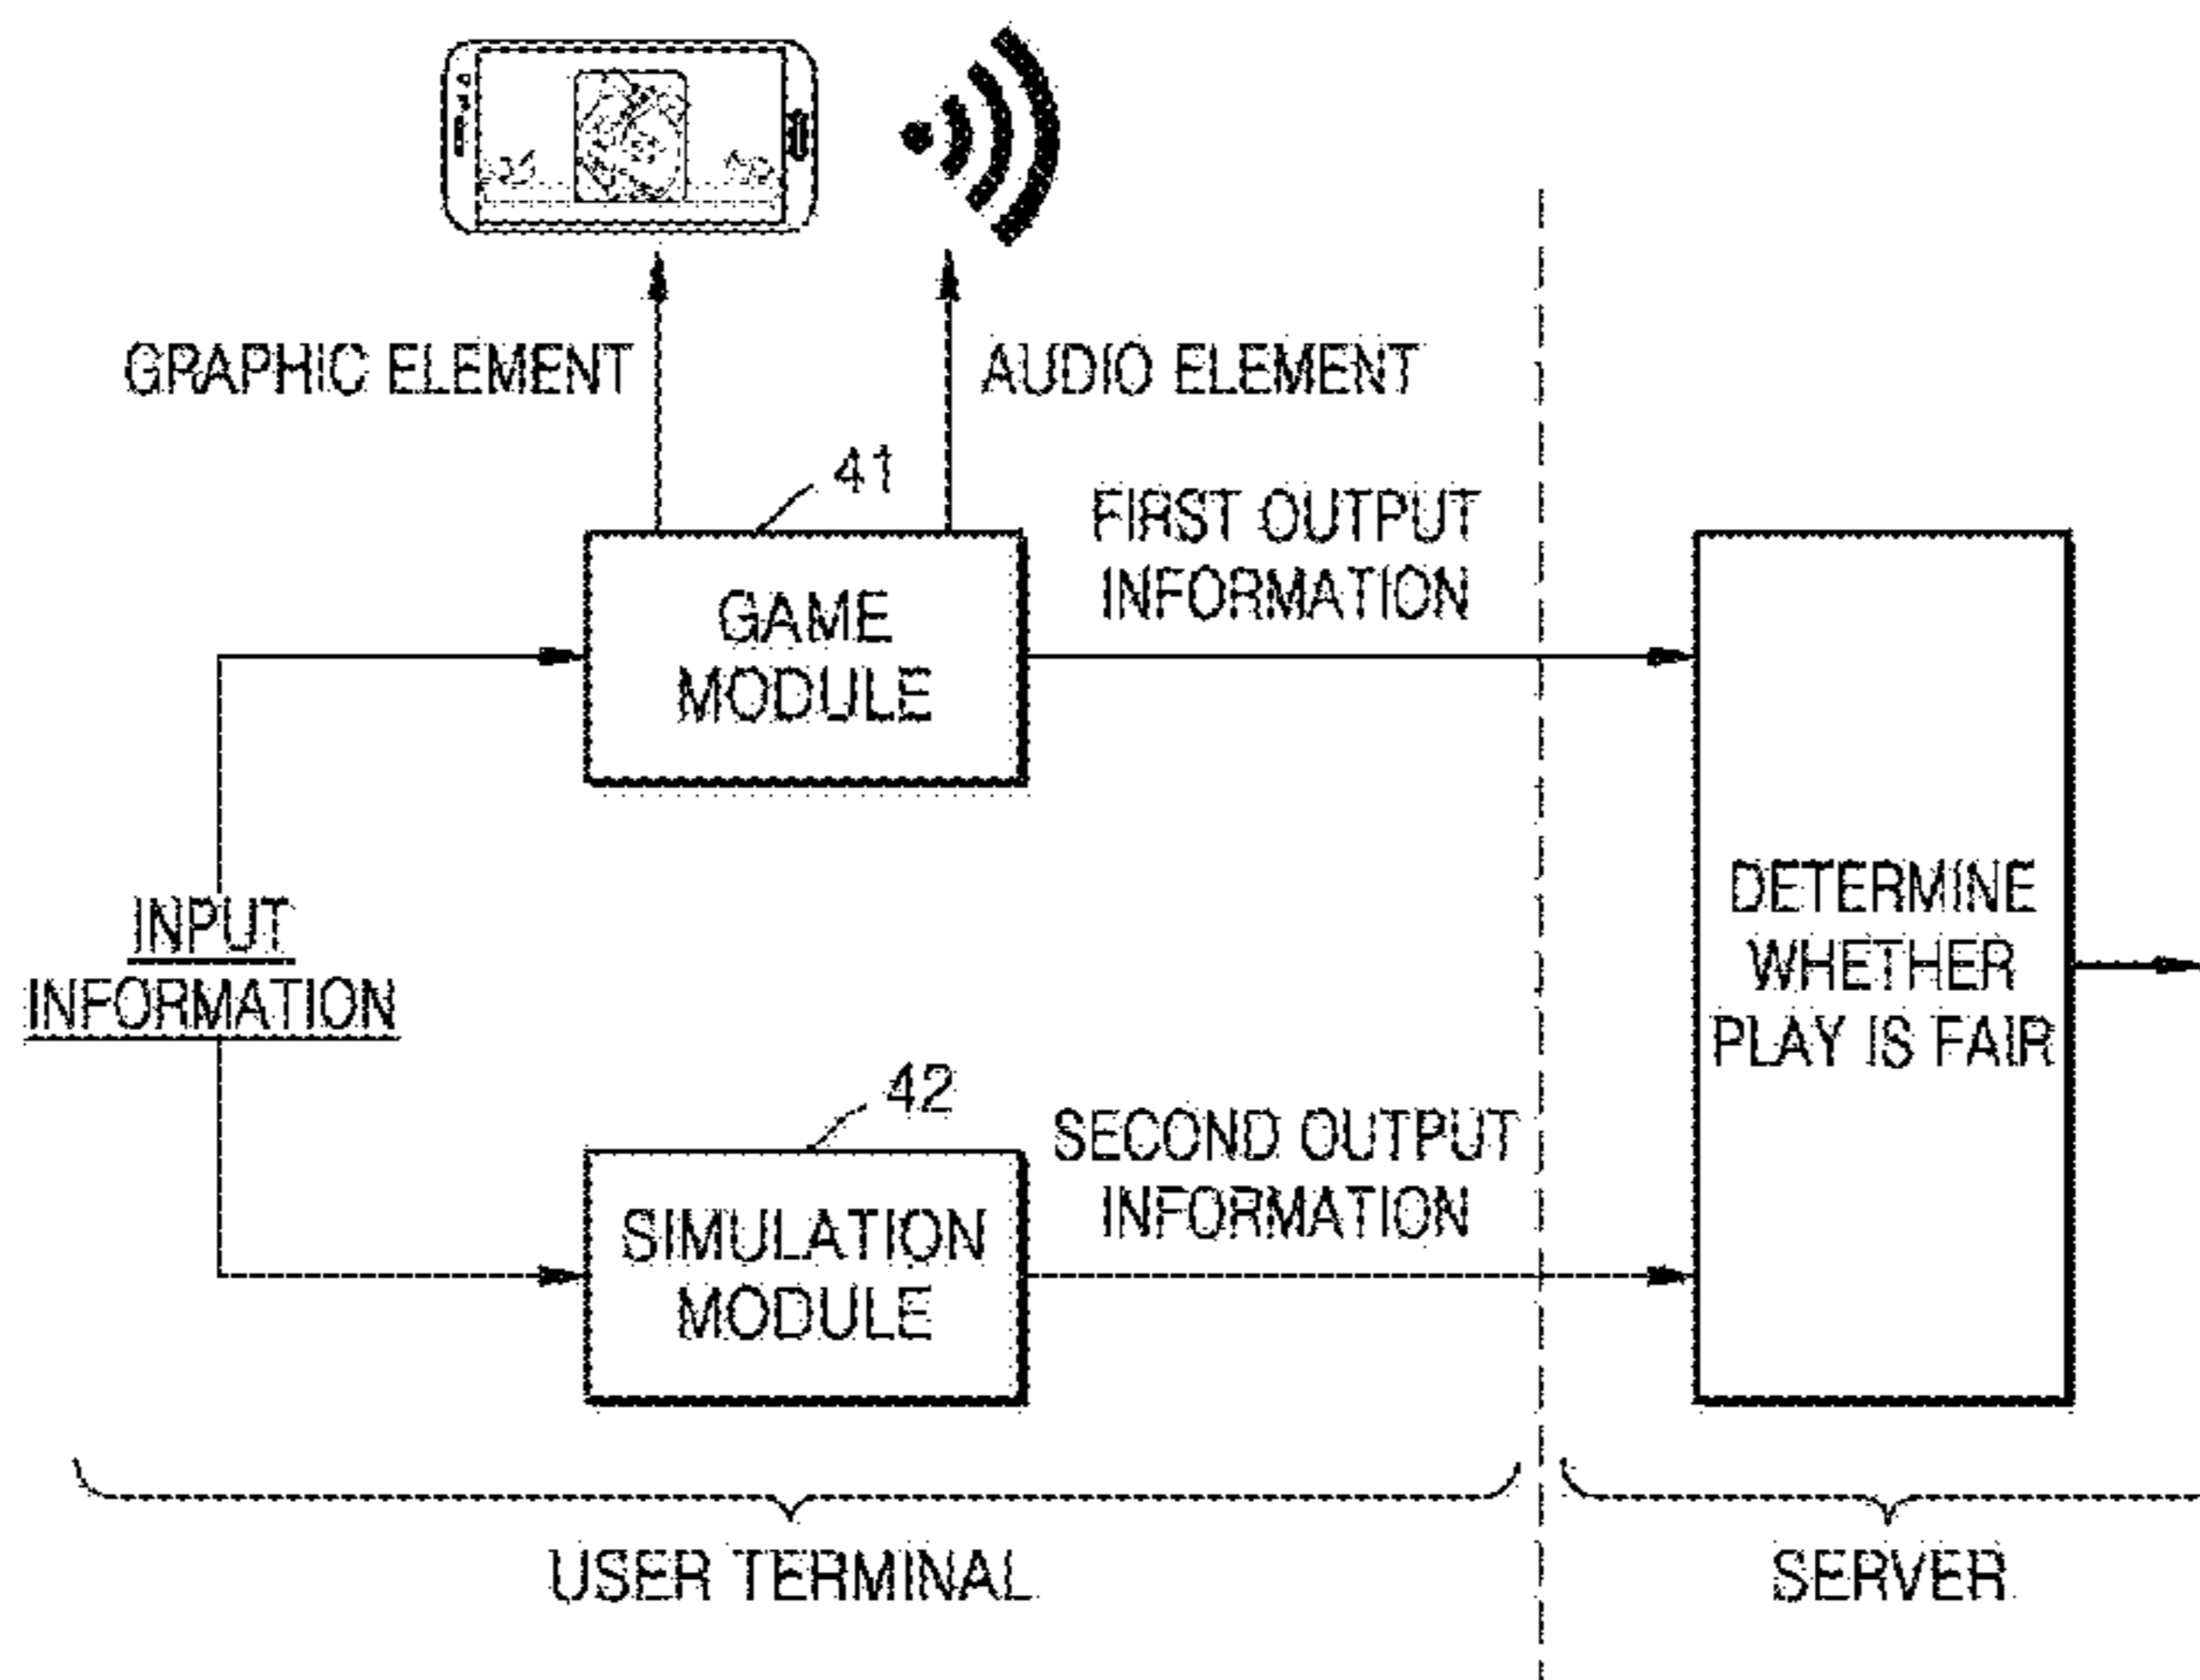 GRAPHIC ELEMENT
AUDIO ELEMENT
41
FIRST OUTPUT
INFORMATION
GAME
MODULE
INPUT
INFORMATION
DETERMINE
WHETHER
PLAY IS FAIR
42
SECOND OUTPUT
INFORMATION
SIMULATION
MODULE
USER TERMINAL
SERVER